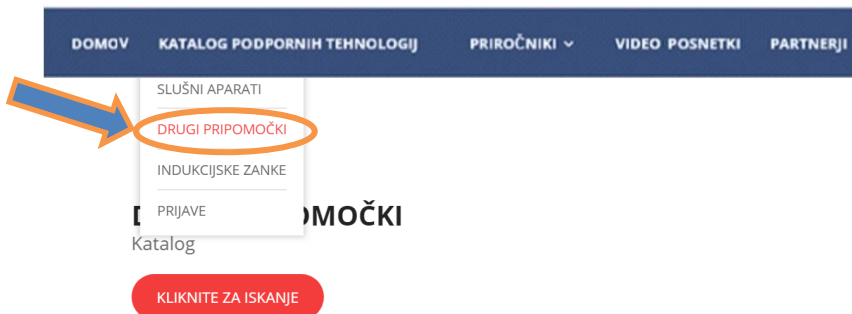 DOMOV KATALOG PODPORNIH TEHNOLOGIJ PRIROČNIKI VIDEO POSNETKI PARTNERJI
SLUŠNI APARATI
DRUGI PRIPOMOČKI
INDUKCIJSKE ZANKE
PRIJAVE
OMOČKI
Katalog
KLIKNITE ZA ISKANJE